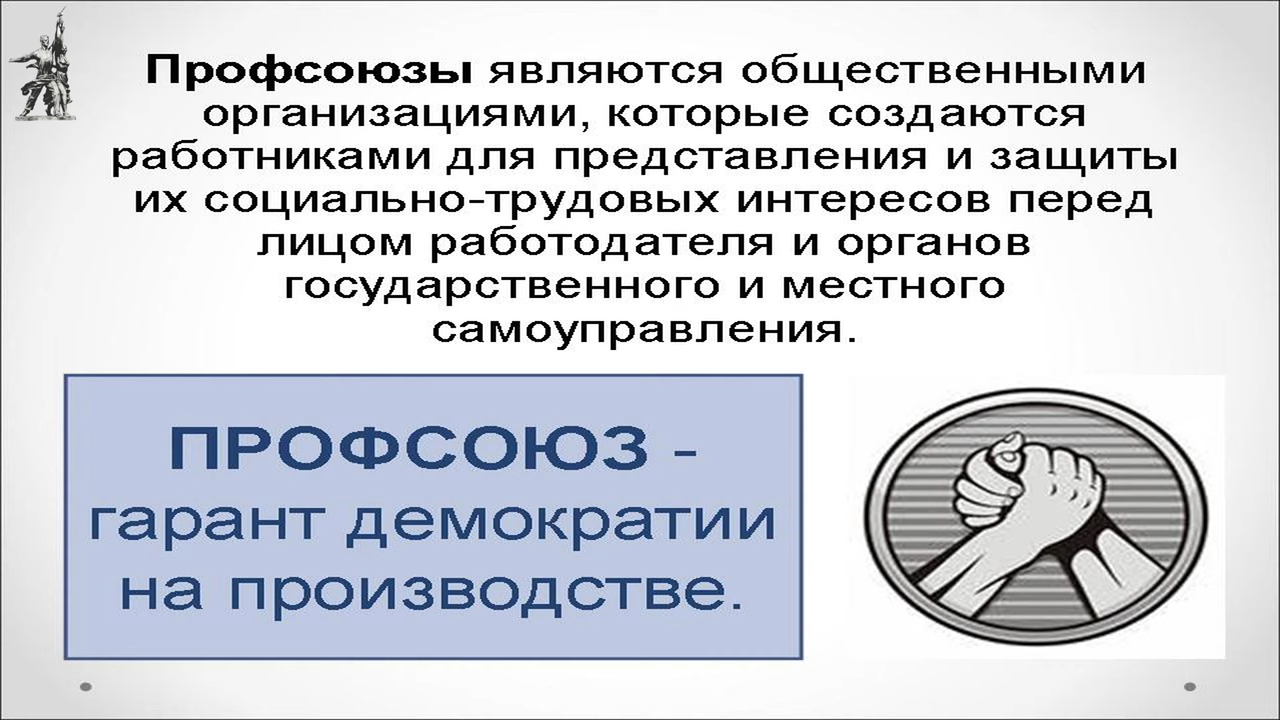 Профсоюзы являются общественными
организациями, которые создаются
работниками для представления и защиты
их социально-трудовых интересов перед
лицом работодателя и органов
государственного и местного
самоуправления.
ПРОФСОЮЗ -
гарант демократии
на производстве.